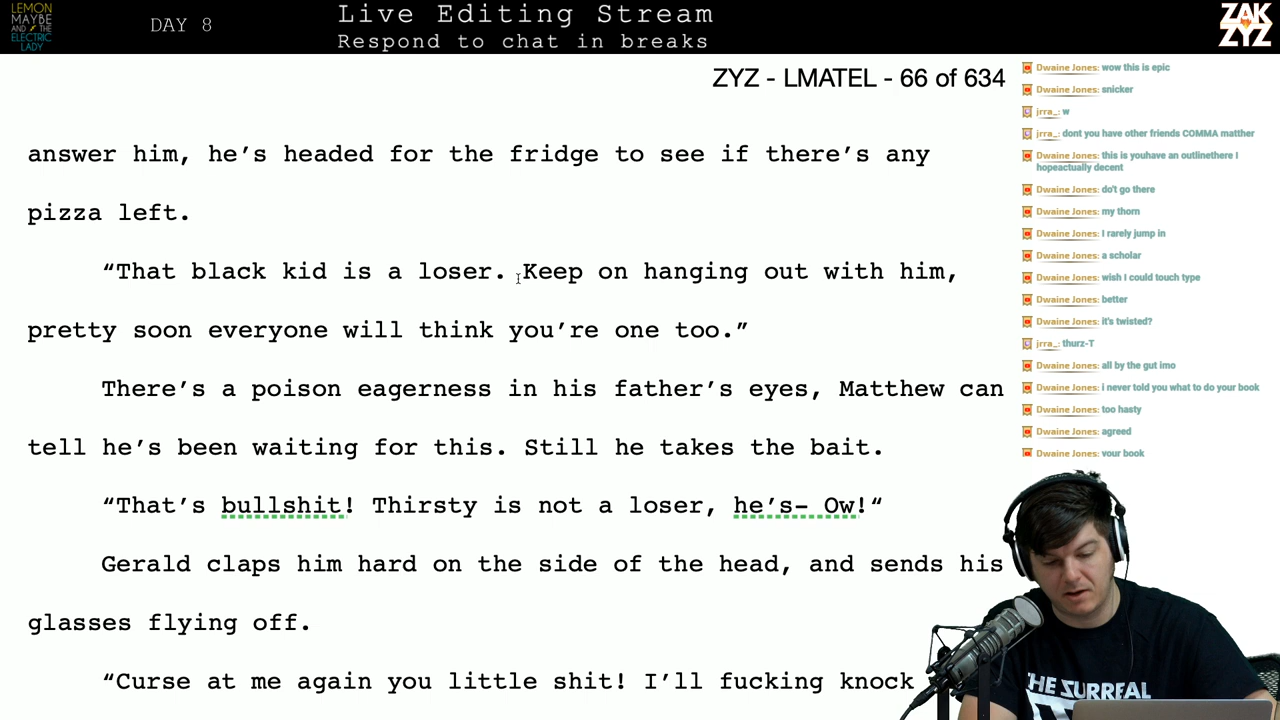 LEMON
MAYBE
AND THE
ELECTRIC
LADY
DAY 8
Live Editing Stream
Respond to chat in breaks
ZAK
ZYZ
ZYZ - LMATEL - 66 of 634
answer him, he’s headed for the fridge to see if there’s any
pizza left.
“That black kid is a loser. Keep on hanging out with him,
pretty soon everyone will think you’re one too.”
There’s a poison eagerness in his father’s eyes, Matthew can
tell he’s been waiting for this. Still he takes the bait.
“That’s bullshit! Thirsty is not a loser, he’s– Ow!“
Gerald claps him hard on the side of the head, and sends his
glasses flying off.
“Curse at me again you little shit! I’ll fucking knock
Dwaine Jones: wow this is epic
Dwaine Jones: snicker
jrra_: w
jrra_: dont you have other friends COMMA matther
Dwaine Jones: this is youhave an outlinethere I
hopeactually decent
Dwaine Jones: do't go there
Dwaine Jones: my thorn
Dwaine Jones: I rarely jump in
Dwaine Jones: a scholar
Dwaine Jones: wish I could touch type
Dwaine Jones: better
Dwaine Jones: it's twisted?
jrra_: thurz-T
Dwaine Jones: all by the gut imo
Dwaine Jones: i never told you what to do your book
Dwaine Jones: too hasty
Dwaine Jones: agreed
Dwaine Jones: your book
THE SURREAL